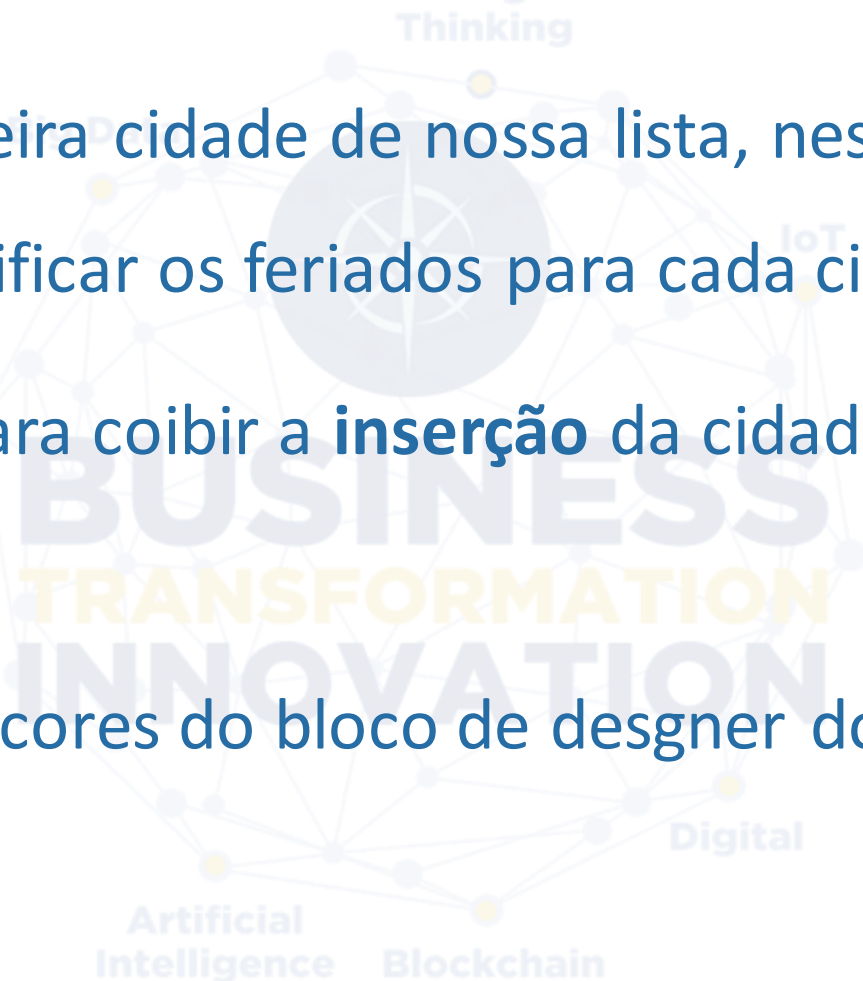 Thinking
eira cidade de nossa lista, nes
IoT
ificar os feriados para cada ci
ara coibir a inserção da cidad
BUSINESS
TRANSFORMATION
INNOVATION
cores do bloco de desgner do
Digital
Artificial
Intelligence
Blockchain